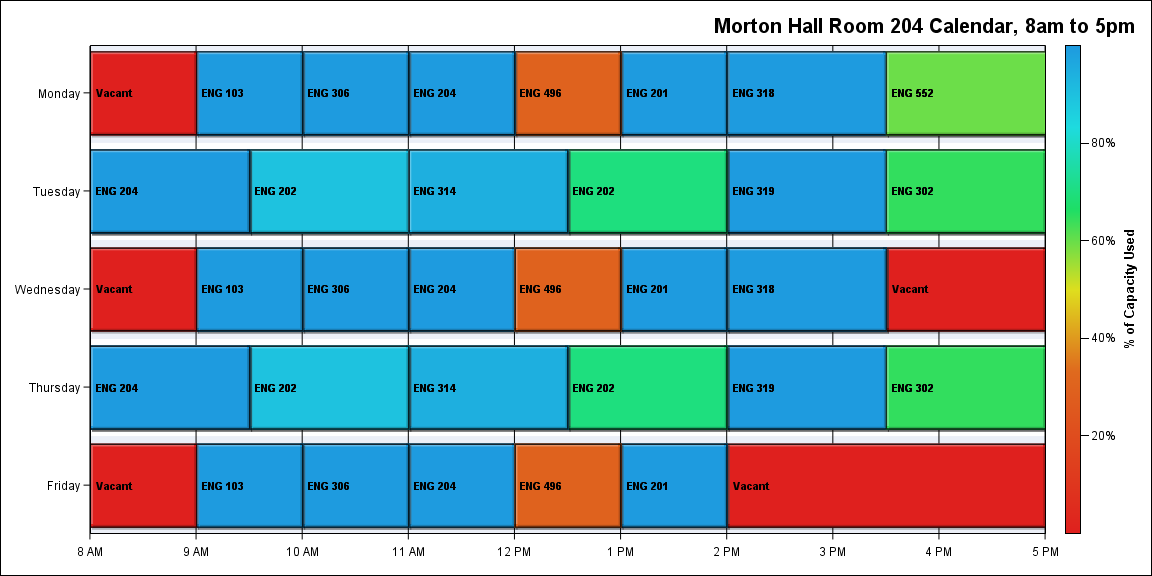 Morton Hall Room 204 Calendar, 8am to 5pm
Monday
Vacant
ENG 103
ENG 306
ENG 204
ENG 496
ENG 201
ENG 318
ENG 552
Tuesday
ENG 204
ENG 202
ENG 314
ENG 202
ENG 319
ENG 302
Wednesday
Vacant
ENG 103
ENG 306
ENG 204
ENG 496
ENG 201
ENG 318
Vacant
Thursday
ENG 204
ENG 202
ENG 314
ENG 202
ENG 319
ENG 302
Friday
Vacant
ENG 103
ENG 306
ENG 204
ENG 496
ENG 201
Vacant
8 AM
9 AM
10 AM
11 AM
12 PM
1 PM
2 PM
3 PM
4 PM
5 PM
80%
60%
40%
20%
% of Capacity Used